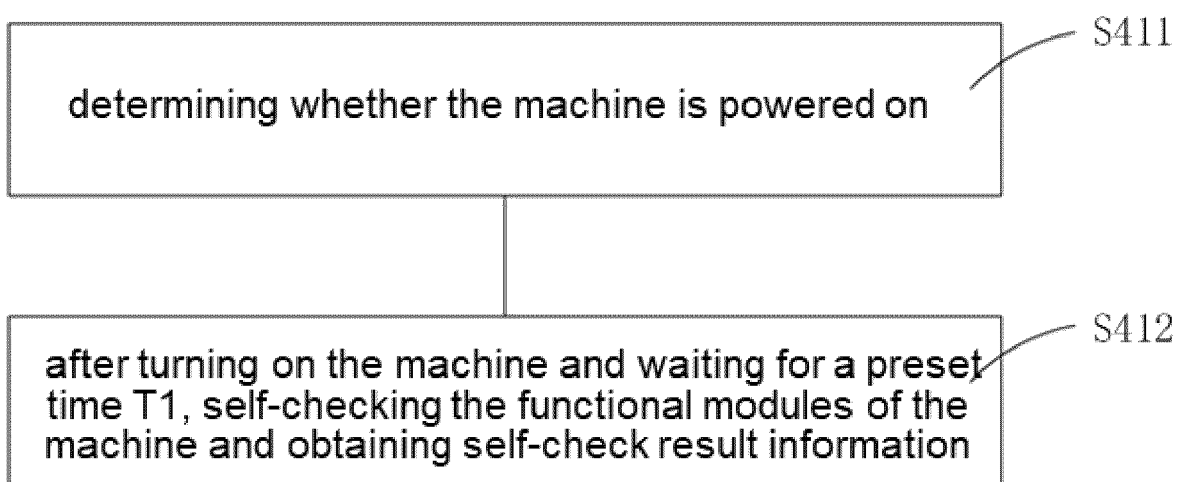 S411
determining whether the machine is powered on
S412
after turning on the machine and waiting for a preset
time T1, self-checking the functional modules of the
machine and obtaining self-check result information